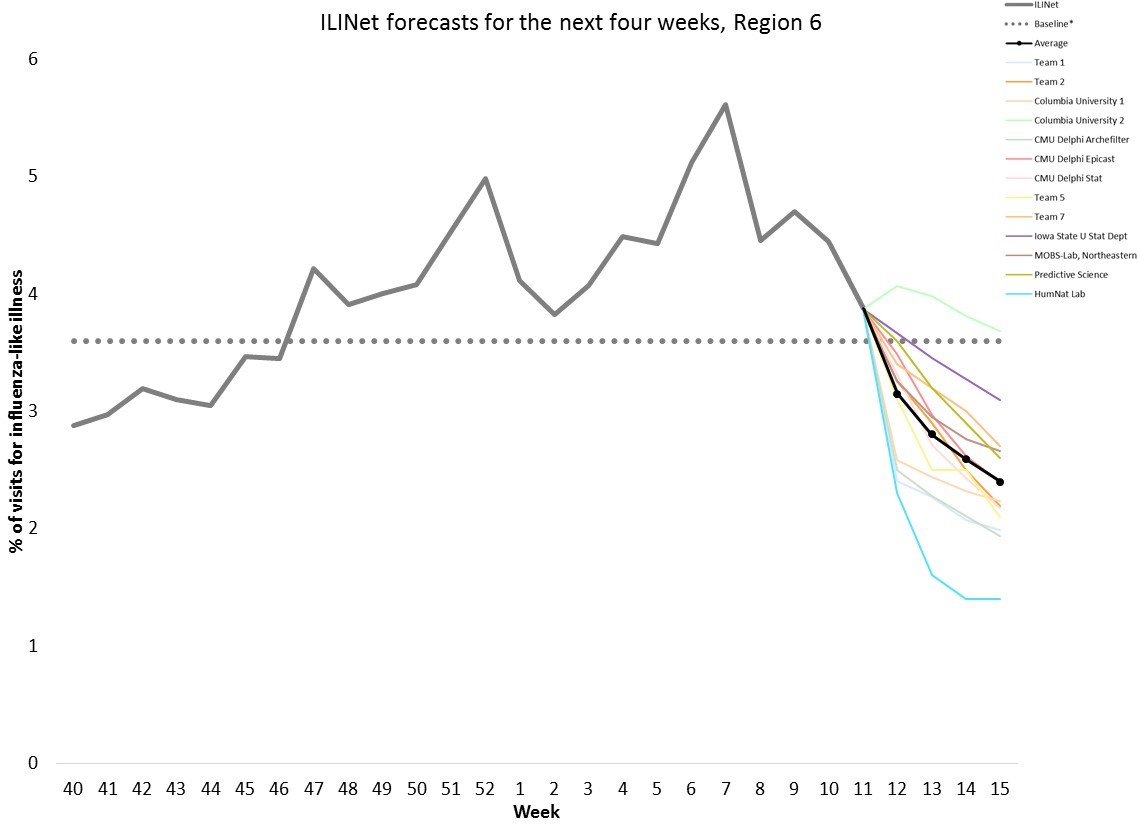 ILINet forecasts for the next four weeks, Region 6
ILINet
Baseline*
Average
Team 1
Team 2
Columbia University 1
Columbia University 2
CMU Delphi Archefilter
CMU Delphi Epicast
CMU Delphi Stat
Team 5
Team 7
Iowa State U Stat Dept
MOBS-Lab, Northeastern
Predictive Science
HumNat Lab
% of visits for influenza-like illness
6
5
4
3
2
1
0
40 41 42 43 44 45 46 47 48 49 50 51 52 1 2 3 4 5 6 7 8 9 10 11 12 13 14 15
Week